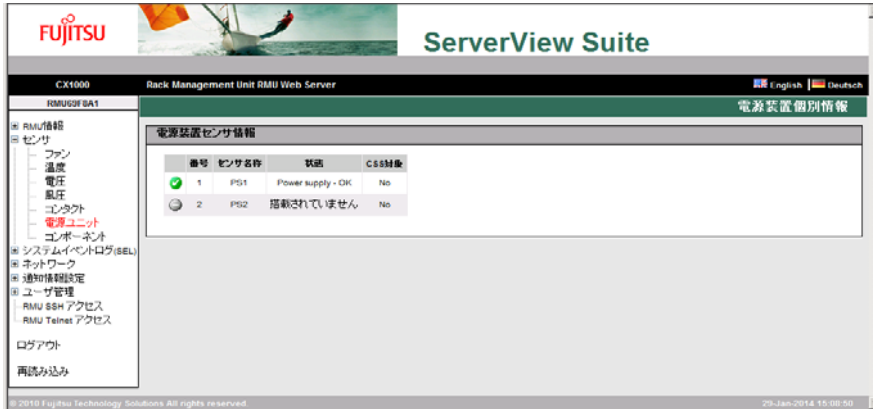 FUJITSU
ServerView Suite
CX1000 Rack Management Unit RMU Web Server English Deutsch
電源装置個別情報
RMU情報
センサ
ファン
温度
電圧
風圧
コンタクト
電源ユニット
コンポーネント
システムイベントログ(SEL)
ネットワーク
通知情報設定
ユーザ管理
RMU SSH アクセス
RMU Telnet アクセス
ログアウト
再読み込み
電源装置センサ情報
番号 センサ名称 状態 CSS対象
1 PS1 Power supply - OK No
2 PS2 搭載されていません No
© 2010 Fujitsu Technology Solutions All rights reserved. 29-Jan-2014 15:00:50